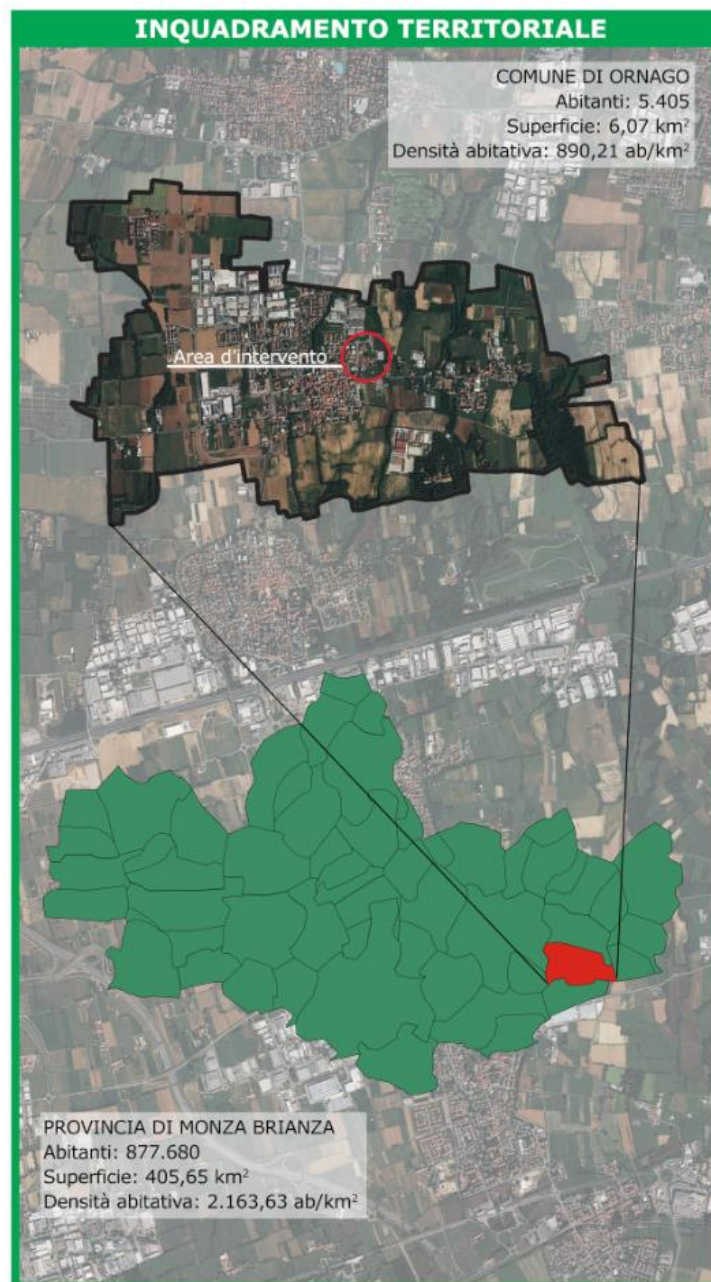 INQUADRAMENTO TERRITORIALE
COMUNE DI ORNAGO
Abitanti: 5.405
Superficie: 6,07 km²
Densità abitativa: 890,21 ab/km²
Area d'intervento
PROVINCIA DI MONZA BRIANZA
Abitanti: 877.680
Superficie: 405,65 km²
Densità abitativa: 2.163,63 ab/km²